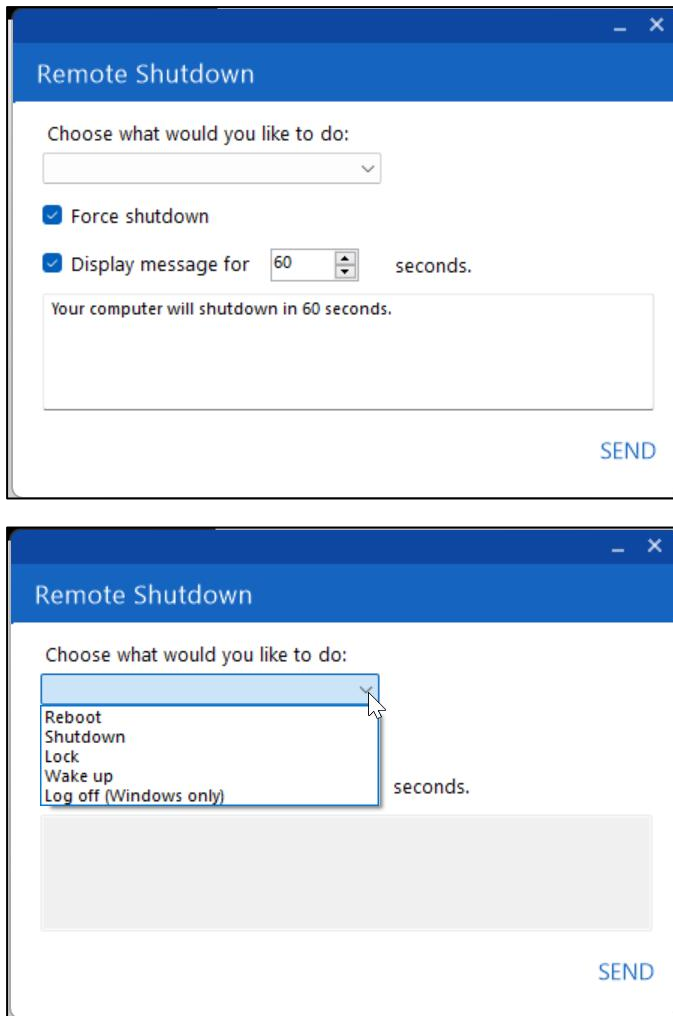 Remote Shutdown
Choose what would you like to do:
Force shutdown
Display message for 60 seconds.
Your computer will shutdown in 60 seconds.
SEND
Remote Shutdown
Choose what would you like to do:
Reboot
Shutdown
Lock
Wake up
Log off (Windows only)
seconds.
SEND